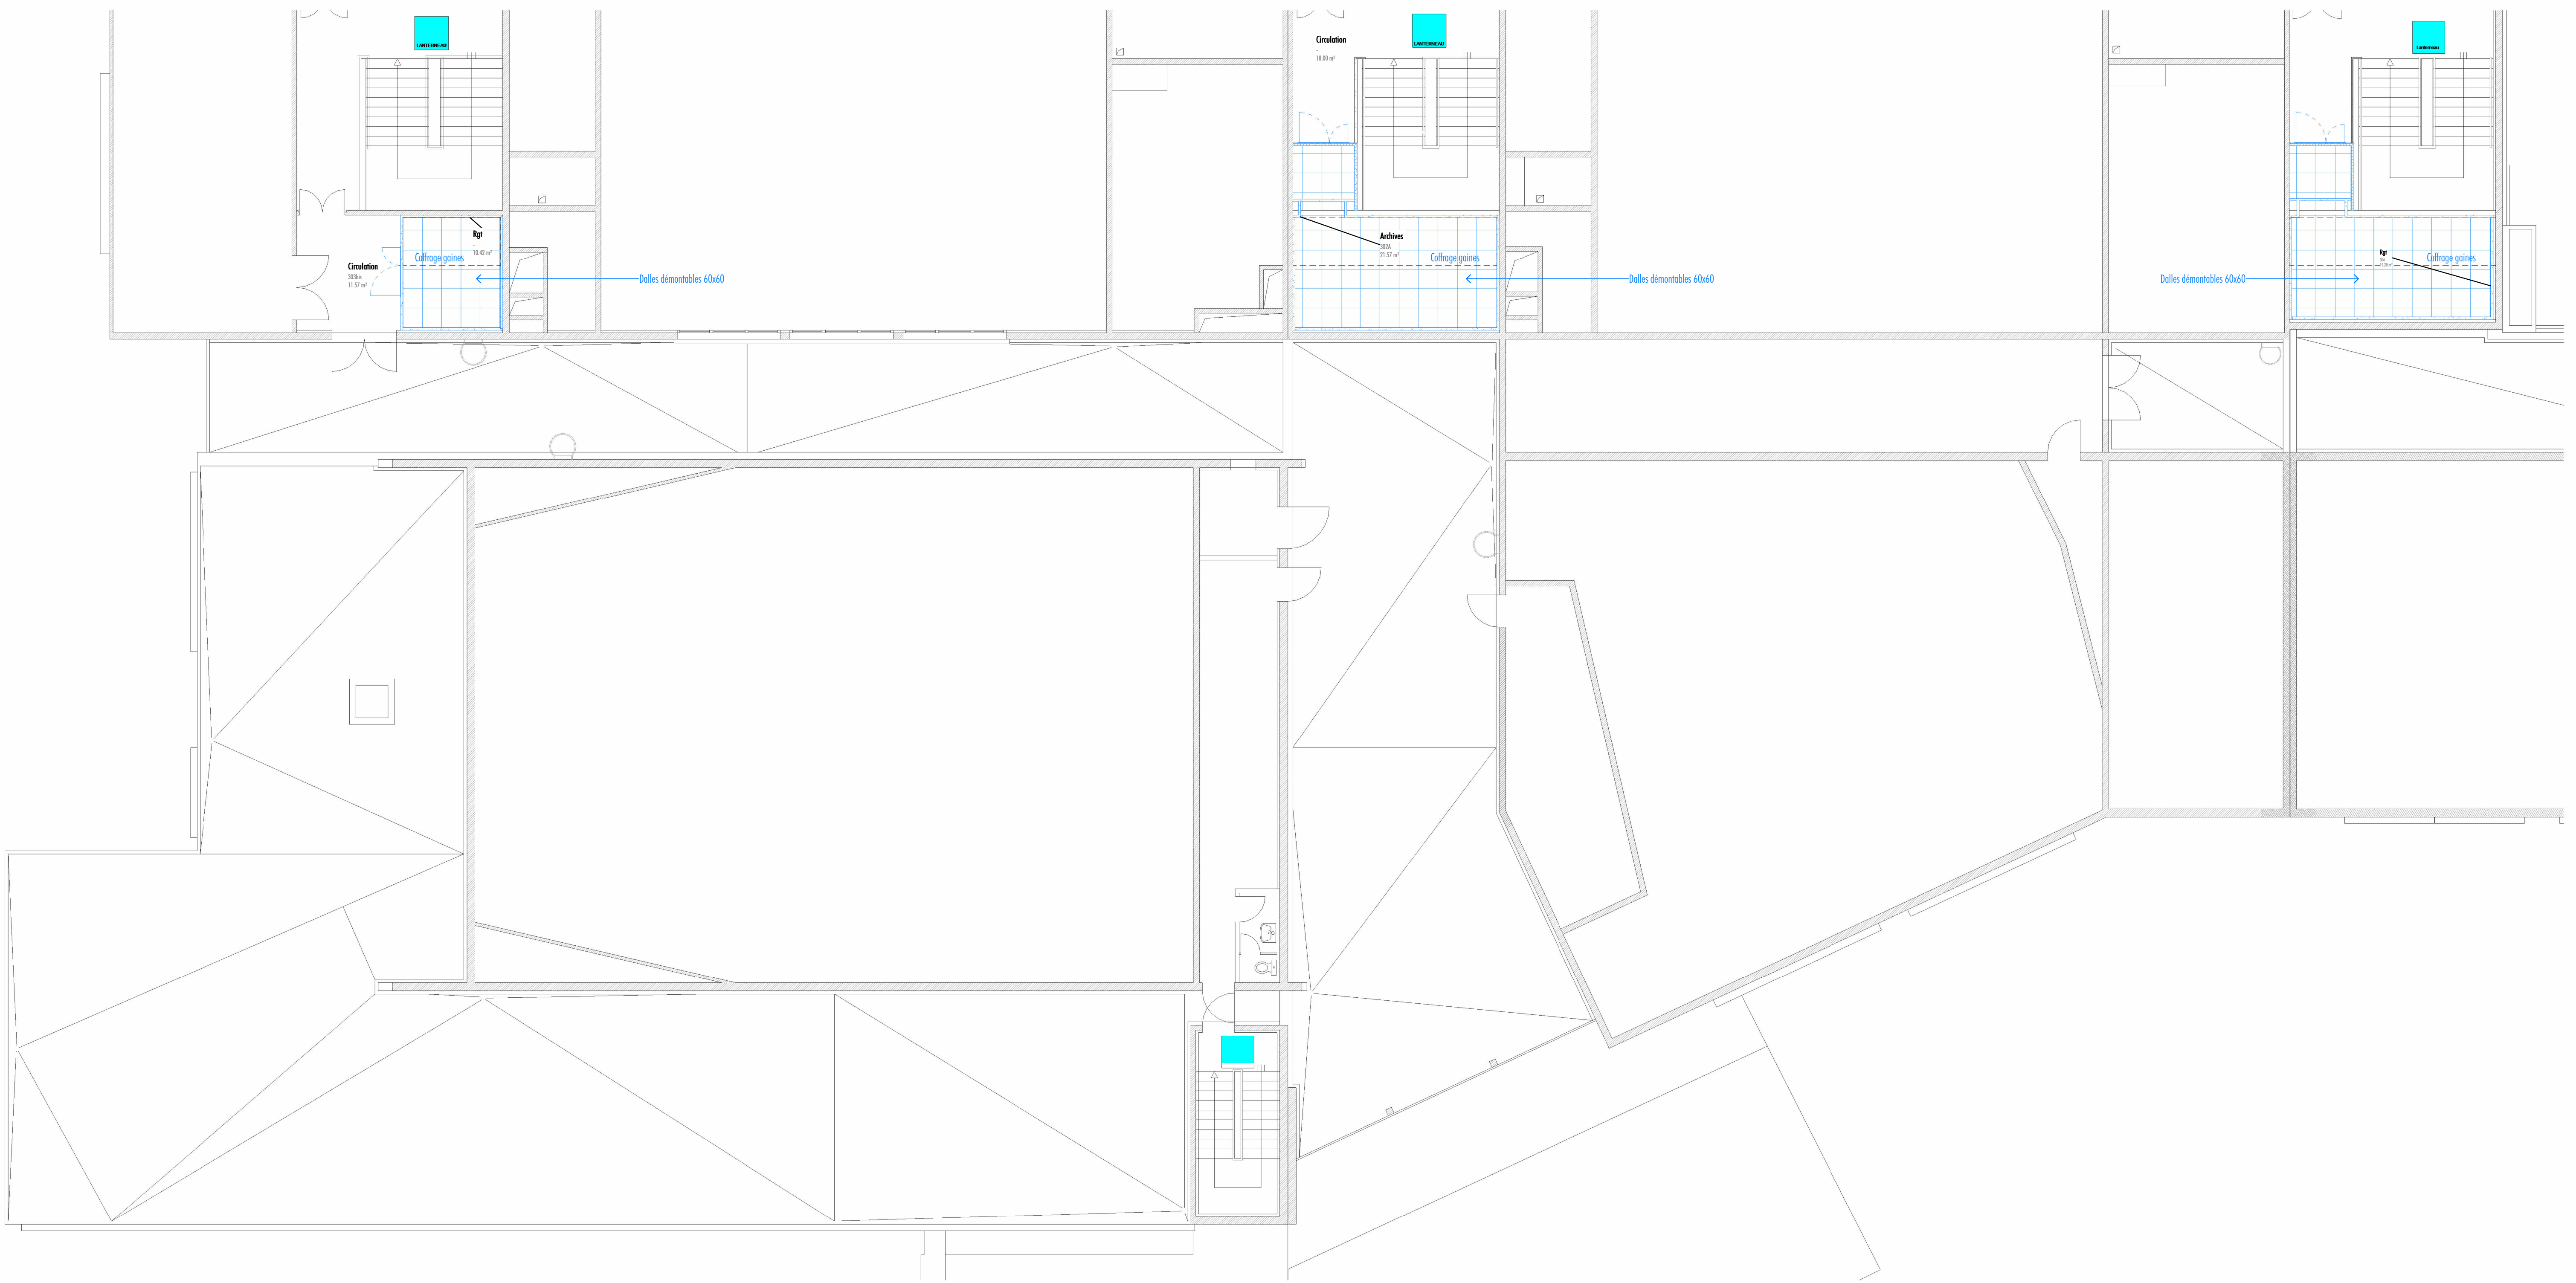 LANTERNEAU
Circulation
-
18.00 m²
LANTERNEAU
Lanterneau
Rgt
-
10.42 m²
Coffrage gaines
Circulation
303bis
11.57 m²
Dalles démontables 60x60
Archives
302A
21.57 m²
Coffrage gaines
Dalles démontables 60x60
Dalles démontables 60x60
Rgt
Coffrage gaines